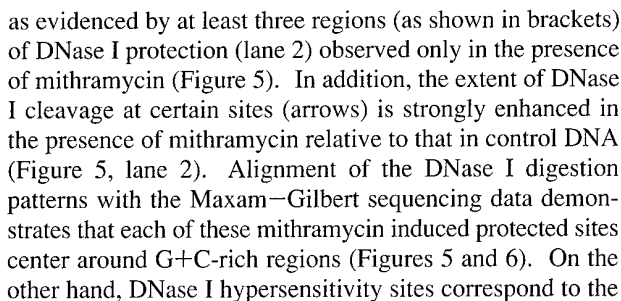 as evidenced by at least three regions (as shown in brackets)
of DNase I protection (lane 2) observed only in the presence
of mithramycin (Figure 5). In addition, the extent of DNase
I cleavage at certain sites (arrows) is strongly enhanced in
the presence of mithramycin relative to that in control DNA
(Figure 5, lane 2). Alignment of the DNase I digestion
patterns with the Maxam−Gilbert sequencing data demon-
strates that each of these mithramycin induced protected sites
center around G+C-rich regions (Figures 5 and 6). On the
other hand, DNase I hypersensitivity sites correspond to the